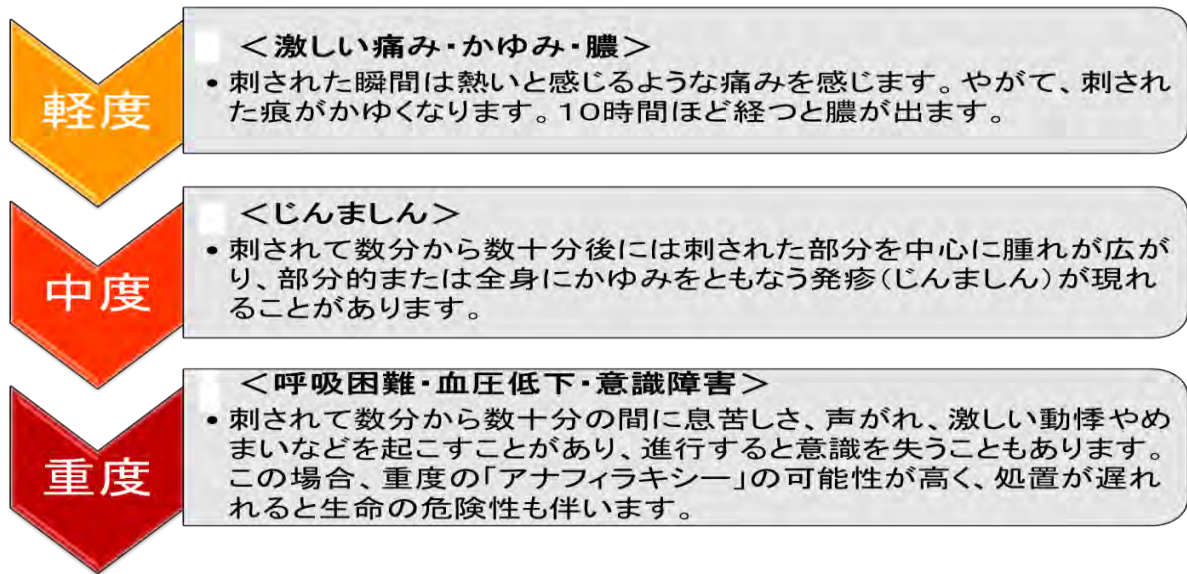 軽度
＜激しい痛み・かゆみ・膿＞
• 刺された瞬間は熱いと感じるような痛みを感じます。やがて、刺され
た痕がかゆくなります。10時間ほど経つと膿が出ます。
中度
＜じんましん＞
• 刺されて数分から数十分後には刺された部分を中心に腫れが広が
り、部分的または全身にかゆみをともなう発疹（じんましん）が現れ
ることがあります。
重度
＜呼吸困難・血圧低下・意識障害＞
• 刺されて数分から数十分の間に息苦しさ、声がれ、激しい動悸やめ
まいなどを起こすことがあり、進行すると意識を失うこともあります。
この場合、重度の「アナフィラキシー」の可能性が高く、処置が遅れ
れると生命の危険性も伴います。